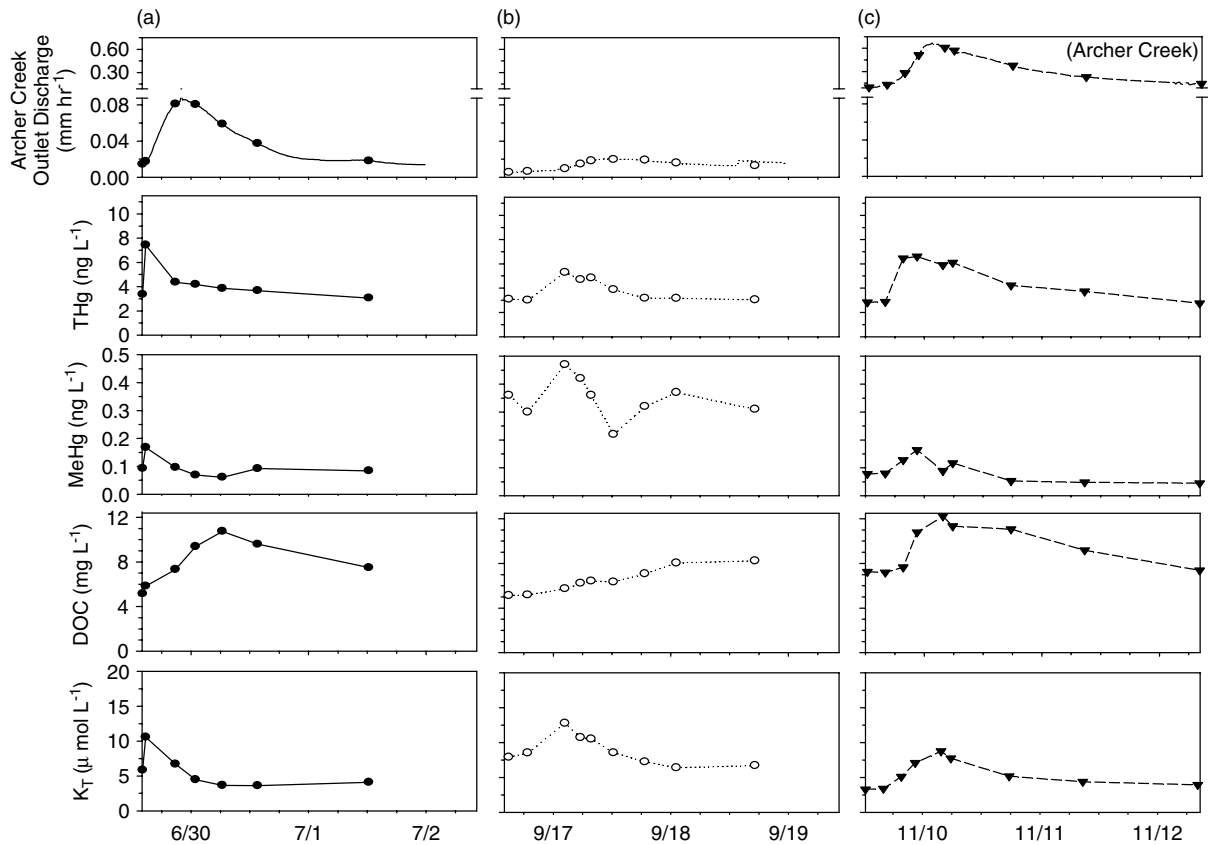 (a)
(b)
(c)
Archer Creek
Outlet Discharge
(mm hr-1)
0.60
0.30
0.08
0.04
0.00
(Archer Creek)
THg (ng L-1)
10
8
6
4
2
0
MeHg (ng L-1)
0.5
0.4
0.3
0.2
0.1
0.0
DOC (mg L-1)
12
8
4
0
KT (μ mol L-1)
20
15
10
5
0
6/30 7/1 7/2
9/17 9/18 9/19
11/10 11/11 11/12